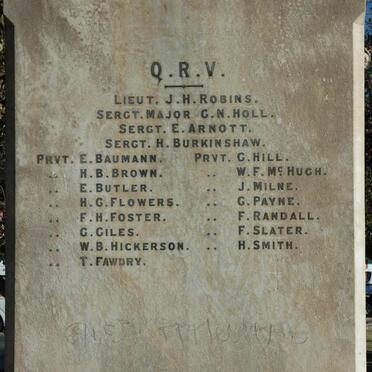 Q.R.V.
LIEUT. J.H. ROBINS.
SERGT. MAJOR G.N. HOLL.
SERGT. E. ARNOTT.
SERGT. H. BURKINSHAW.
PRVT. E. BAUMANN. PRVT. G. HILL.
„ H.B. BROWN. „ W.F. McHUGH.
„ E. BUTLER. „ J. MILNE.
„ H.G. FLOWERS. „ G. PAYNE.
„ F.H. FOSTER. „ F. RANDALL.
„ G. GILES. „ F. SLATER.
„ W.B. HICKERSON. „ H. SMITH.
„ T. FAWDRY.